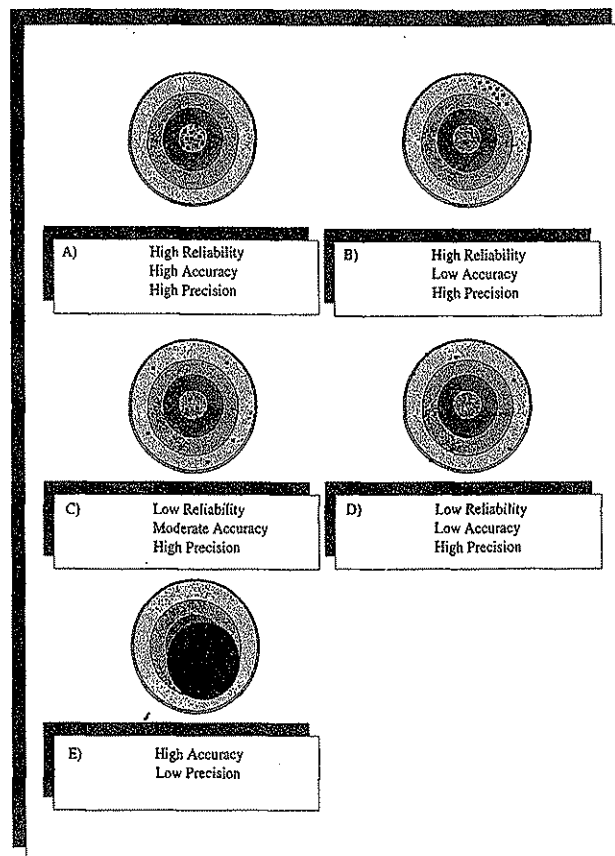 A) High Reliability
High Accuracy
High Precision
B) High Reliability
Low Accuracy
High Precision
C) Low Reliability
Moderate Accuracy
High Precision
D) Low Reliability
Low Accuracy
High Precision
E) High Accuracy
Low Precision